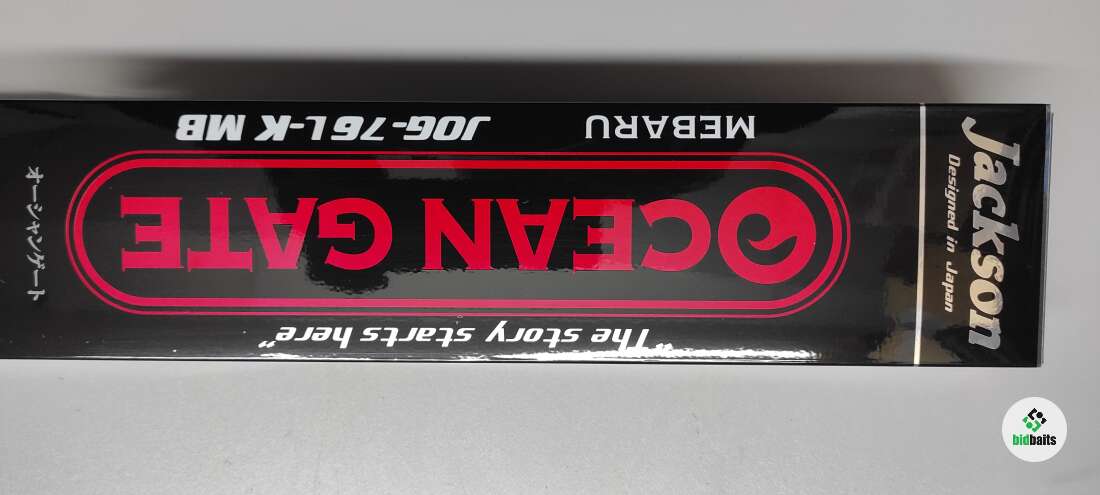 Jackson
Designed in Japan
"The story starts here"
OCEAN GATE
MEBARU JOG-76L-K MB
オーシャンゲート
bidbaits